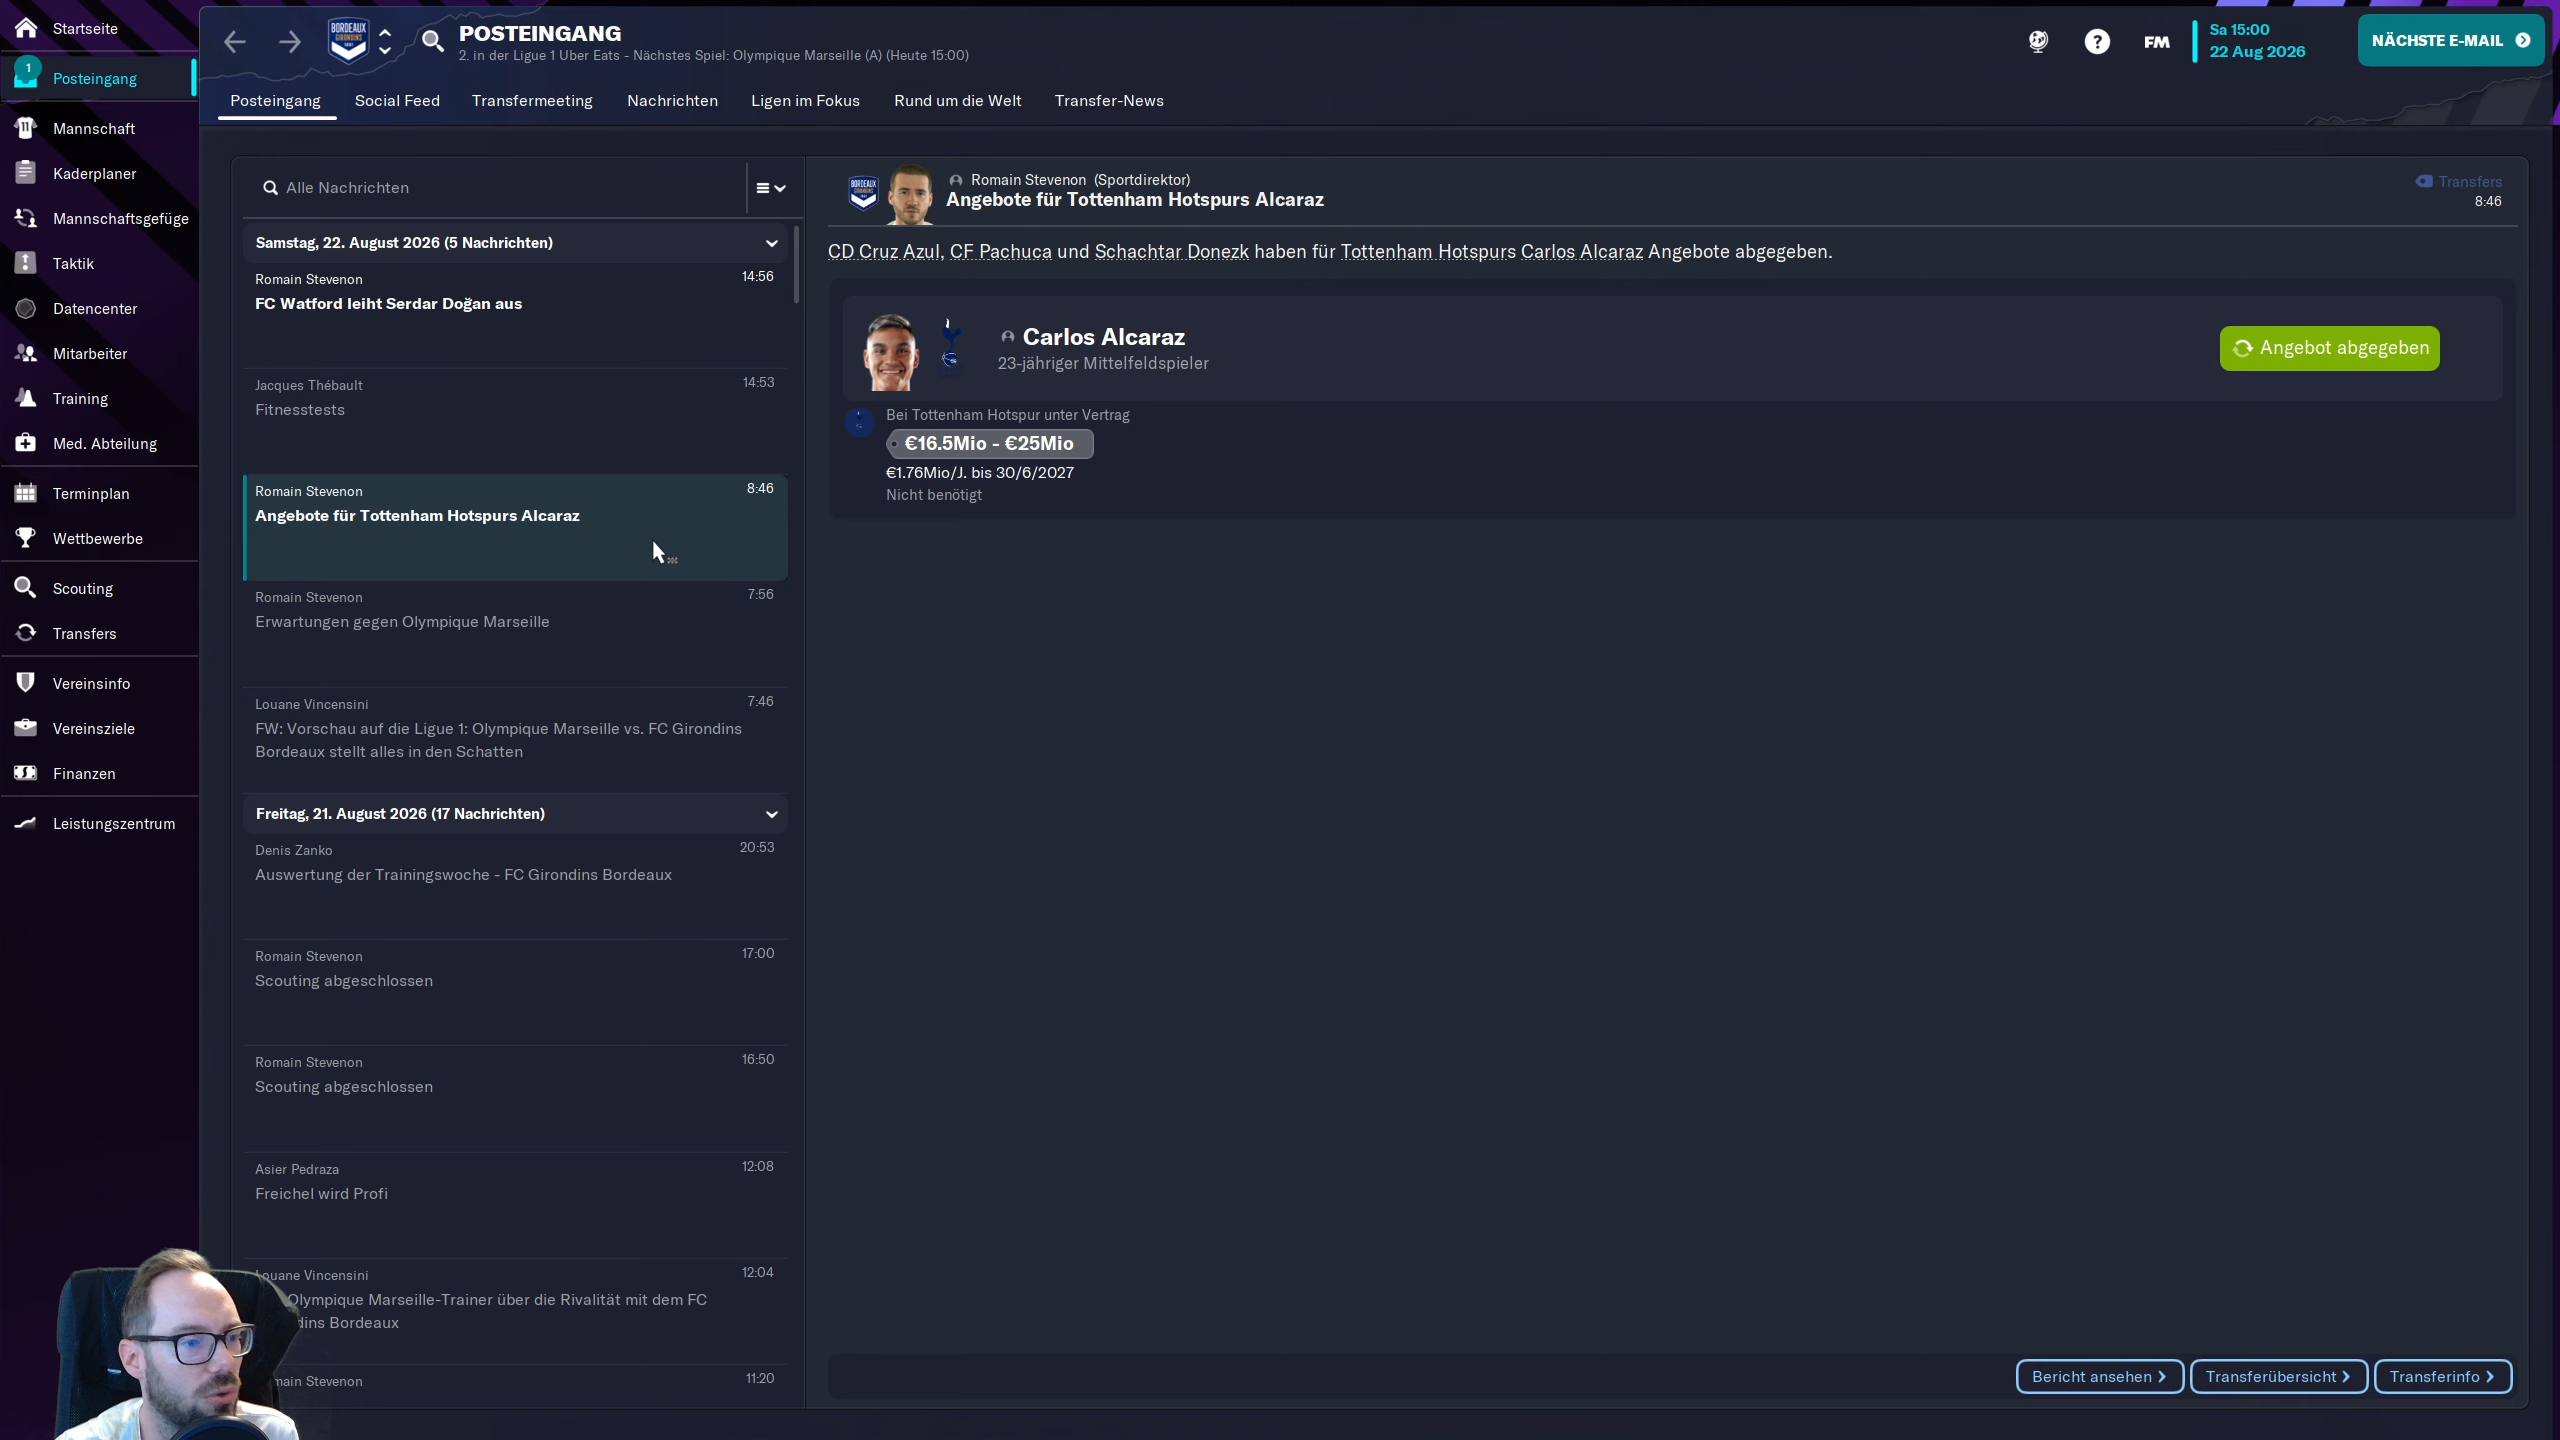 Startseite
1
Posteingang
Mannschaft
Kaderplaner
Mannschaftsgefüge
Taktik
Datencenter
Mitarbeiter
Training
Med. Abteilung
Terminplan
Wettbewerbe
Scouting
Transfers
Vereinsinfo
Vereinsziele
Finanzen
Leistungszentrum
BORDEAUX
GIRONDINS
POSTEINGANG
2. in der Ligue 1 Uber Eats - Nächstes Spiel: Olympique Marseille (A) (Heute 15:00)
FM
Sa 15:00
22 Aug 2026
NÄCHSTE E-MAIL
Posteingang
Social Feed
Transfermeeting
Nachrichten
Ligen im Fokus
Rund um die Welt
Transfer-News
Alle Nachrichten
Samstag, 22. August 2026 (5 Nachrichten)
Romain Stevenon 14:56
FC Watford leiht Serdar Doğan aus
Jacques Thébault 14:53
Fitnesstests
Romain Stevenon 8:46
Angebote für Tottenham Hotspurs Alcaraz
Romain Stevenon 7:56
Erwartungen gegen Olympique Marseille
Louane Vincensini 7:46
FW: Vorschau auf die Ligue 1: Olympique Marseille vs. FC Girondins
Bordeaux stellt alles in den Schatten
Freitag, 21. August 2026 (17 Nachrichten)
Denis Zanko 20:53
Auswertung der Trainingswoche - FC Girondins Bordeaux
Romain Stevenon 17:00
Scouting abgeschlossen
Romain Stevenon 16:50
Scouting abgeschlossen
Asier Pedraza 12:08
Freichel wird Profi
ouane Vincensini 12:04
Olympique Marseille-Trainer über die Rivalität mit dem FC
dins Bordeaux
main Stevenon 11:20
BORDEAUX
Romain Stevenon (Sportdirektor)
Angebote für Tottenham Hotspurs Alcaraz
Transfers
8:46
CD Cruz Azul, CF Pachuca und Schachtar Donezk haben für Tottenham Hotspurs Carlos Alcaraz Angebote abgegeben.
Carlos Alcaraz
23-jähriger Mittelfeldspieler
Angebot abgegeben
Bei Tottenham Hotspur unter Vertrag
€16.5Mio - €25Mio
€1.76Mio/J. bis 30/6/2027
Nicht benötigt
Bericht ansehen
Transferübersicht
Transferinfo